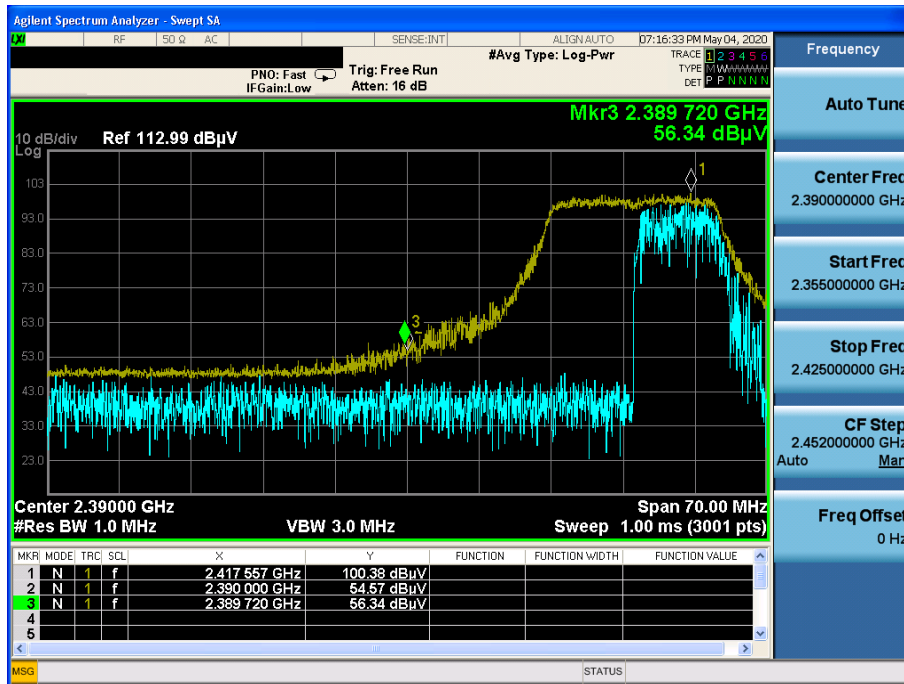 Agilent Spectrum Analyzer - Swept SA
LXI RF 50 Ω AC SENSE:INT ALIGN AUTO 07:16:33 PM May 04, 2020
PNO: Fast
IFGain:Low
Trig: Free Run
Atten: 16 dB
#Avg Type: Log-Pwr
TRACE 1 2 3 4 5 6
TYPE M W W W W W
DET P P N N N N
Mkr3 2.389 720 GHz
56.34 dBµV
10 dB/div Ref 112.99 dBµV
Log
103
93.0
83.0
73.0
63.0
53.0
43.0
33.0
23.0
1
3
Center 2.39000 GHz Span 70.00 MHz
#Res BW 1.0 MHz VBW 3.0 MHz Sweep 1.00 ms (3001 pts)
MKR MODE TRC SCL X Y FUNCTION FUNCTION WIDTH FUNCTION VALUE
1 N 1 f 2.417 557 GHz 100.38 dBµV
2 N 1 f 2.390 000 GHz 54.57 dBµV
3 N 1 f 2.389 720 GHz 56.34 dBµV
4
5
MSG STATUS
Frequency
Auto Tune
Center Freq
2.390000000 GHz
Start Freq
2.355000000 GHz
Stop Freq
2.425000000 GHz
CF Step
2.452000000 GHz
Auto Man
Freq Offset
0 Hz